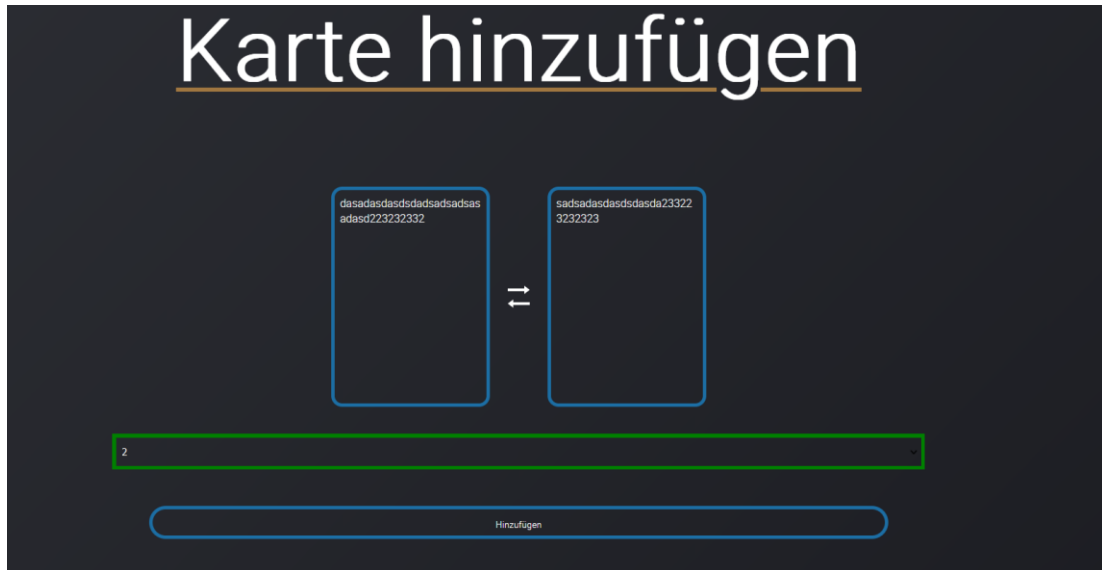 Karte hinzufügen
dasadasdasdsdadsadsadsas
adasd223232332
sadsadasdasdsdasda23322
3232323
2
Hinzufügen